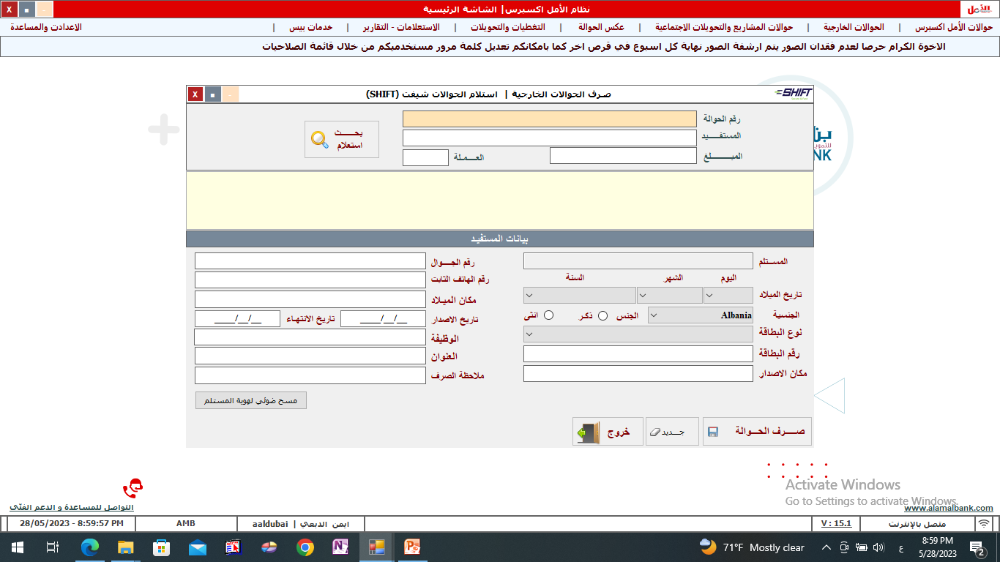 X نظام الأمل اكسبرس| الشاشة الرئيسية
حوالات الأمل اكسبرس | الحوالات الخارجية | حوالات المشاريع والتحويلات الاجتماعية | عكس الحوالة | التغطيات والتحويلات | الاستعلامات - التقارير | خدمات بيس | الاعدادت والمساعدة
الاخوة الكرام حرصا لعدم فقدان الصور يتم ارشفة الصور نهاية كل اسبوع في قرص اخر كما بامكانكم تعديل كلمة مرور مستخدميكم من خلال قائمة الصلاحيات
SHIFT صرف الحوالات الخارجية | استلام الحوالات شيفت (SHIFT) X
رقم الحوالة
المستفيد
المبلغ العملة
بحث
استعلام
للتموي
NK
بيانات المستفيد
المستلم رقم الجوال
اليوم الشهر السنة
تاريخ الميلاد رقم الهاتف الثابت
الجنسية Albania الجنس ذكر انثى مكان الميلاد
نوع البطاقة تاريخ الاصدار __/__/____ تاريخ الانتهاء __/__/____
رقم البطاقة الوظيفة
مكان الاصدار العنوان
ملاحظة الصرف
مسح ضوئي لهوية المستلم
صرف الحوالة جديد خروج
Activate Windows
Go to Settings to activate Windows.
التواصل للمساعدة و الدعم الفنّي
www.alamalbank.com
28/05/2023 - 8:59:57 PM AMB aaldubai | ايمن الدبعي V : 15.1 متصل بالإنترنت
71°F Mostly clear ع 8:59 PM
5/28/2023 2